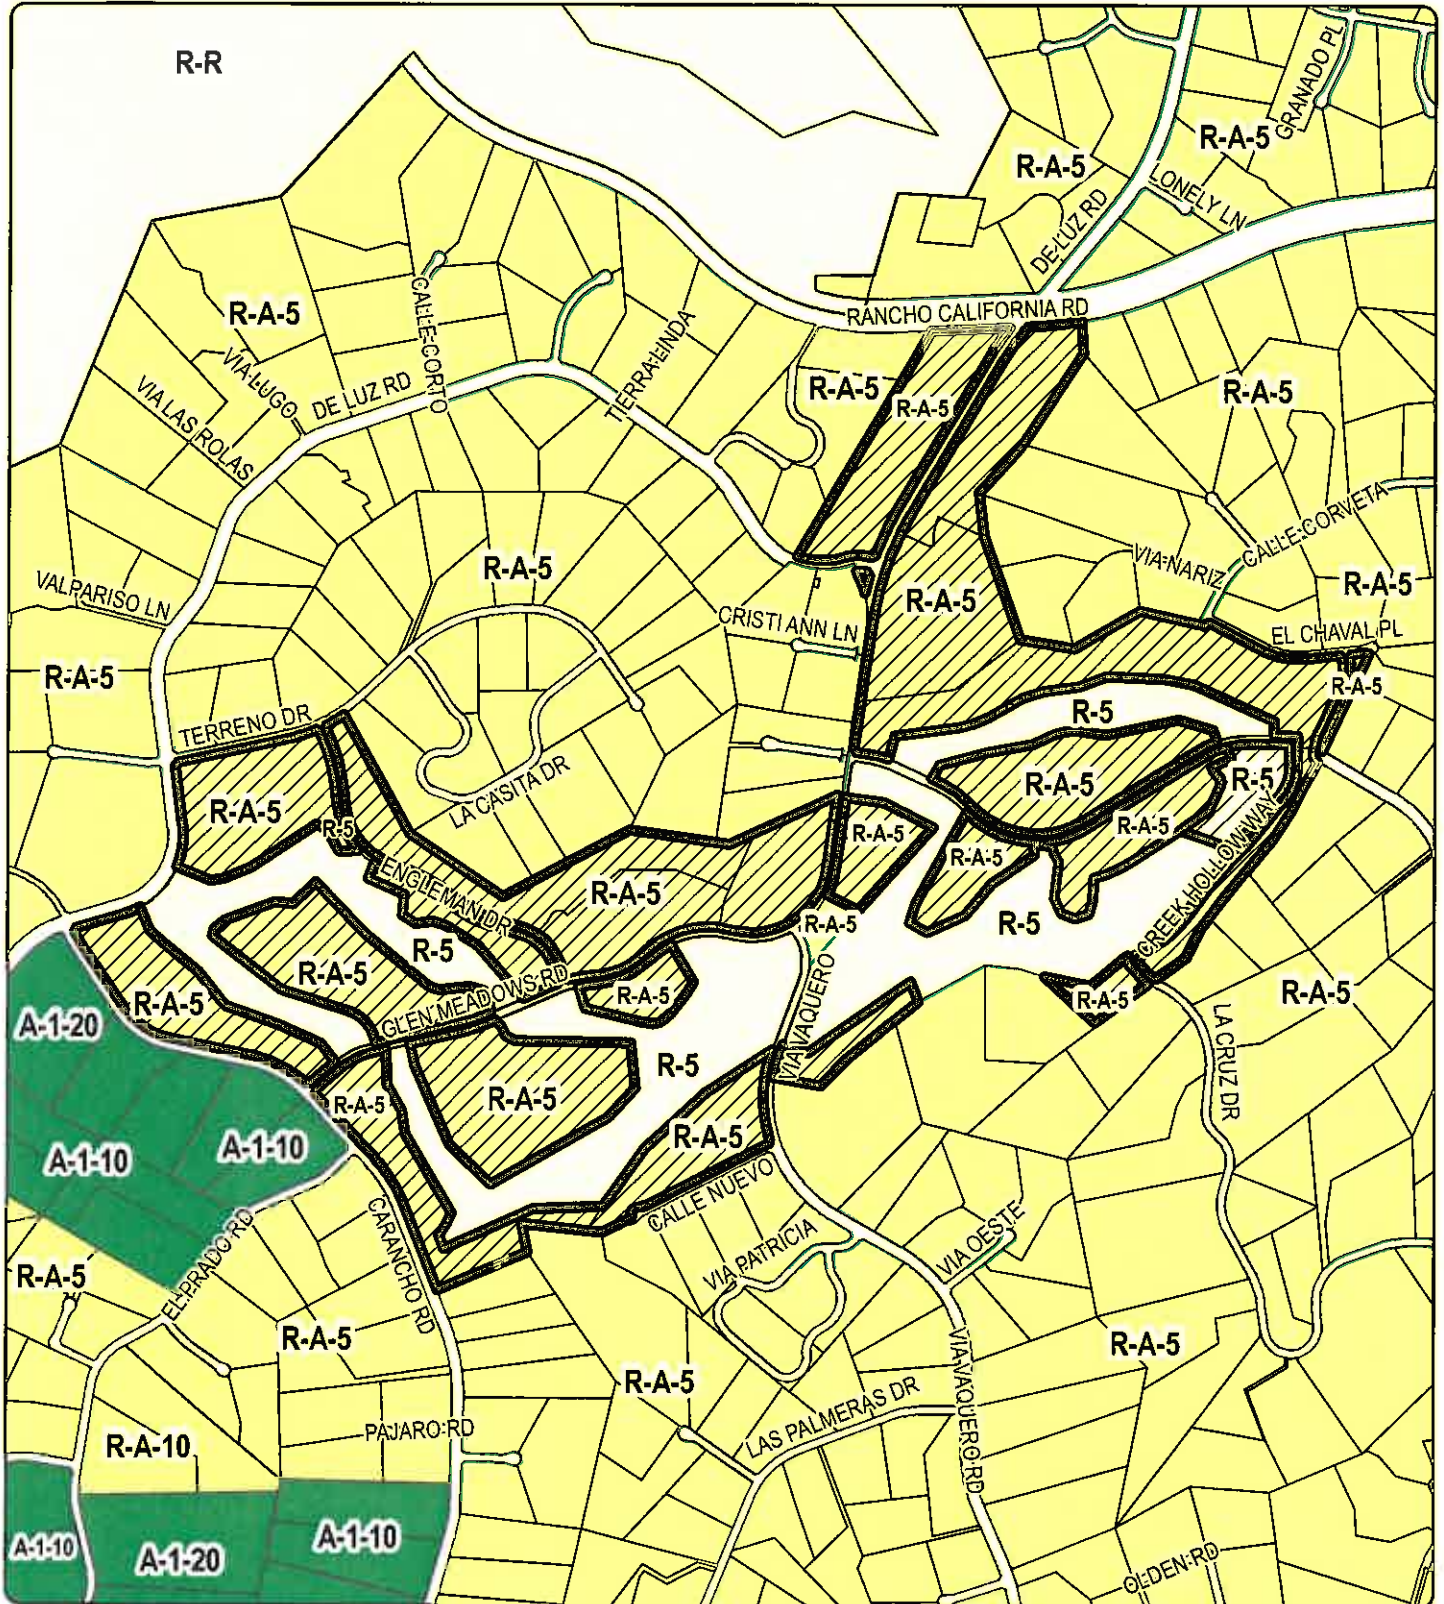 R-R
GRANADO PL
R-A-5
R-A-5
LONELY LN
DE LUZ RD
R-A-5
CALLE CORTO
RANCHO CALIFORNIA RD
TIERRA LINDA
VIA LUGO
DE LUZ RD
VIA LAS ROLAS
R-A-5
R-A-5
R-A-5
CALLE CORVETA
VIA NARIZ
R-A-5
VALPARISO LN
R-A-5
R-A-5
CRISTI ANN LN
EL CHAVAL PL
R-A-5
R-A-5
TERRENO DR
R-5
R-A-5
R-5
LA CASITA DR
R-A-5
R-5
R-A-5
R-A-5
R-A-5
ENGLEMAN DR
R-A-5
R-A-5
R-5
CREEK HOLLOW WAY
R-5
R-A-5
R-A-5
R-A-5
R-A-5
R-A-5
R-A-5
GLEN MEADOWS RD
VIA VAQUERO
A-1-20
LA CRUZ DR
R-5
R-A-5
R-A-5
R-A-5
A-1-10
A-1-10
CALLE NUEVO
CARANCHO RD
EL PRADO RD
VIA PATRICIA
VIA OESTE
R-A-5
R-A-5
R-A-5
R-A-5
VIA VAQUERO RD
LAS PALMERAS DR
PAJARO RD
R-A-10
A-1-10
A-1-20
A-1-10
OLDEN RD